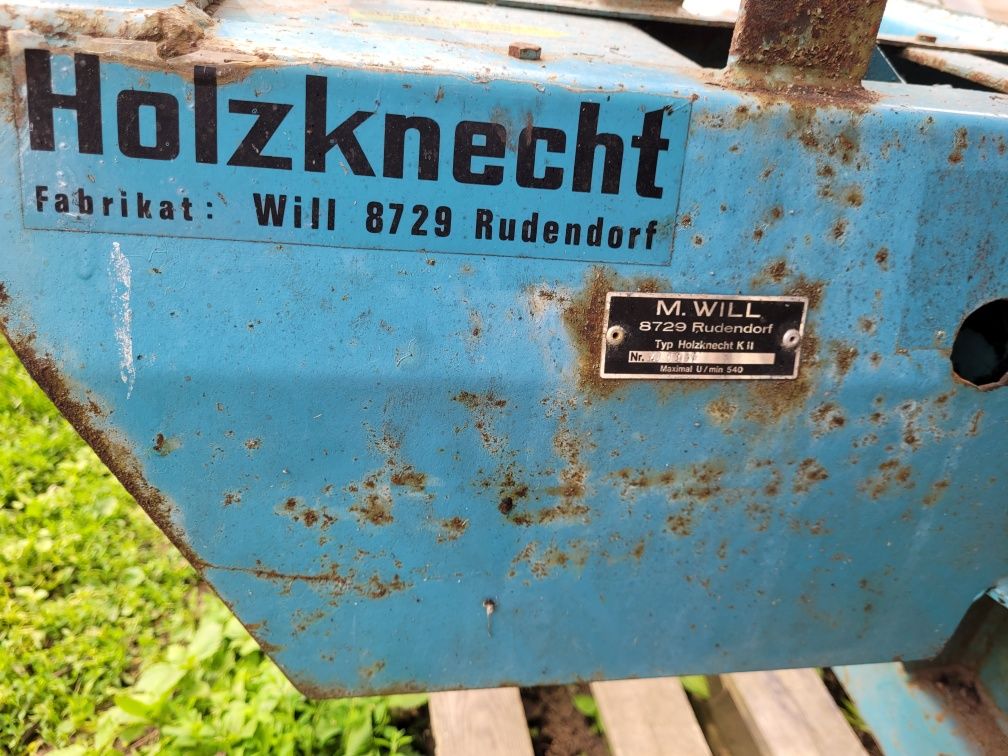 Holzknecht
Fabrikat: Will 8729 Rudendorf
M. WILL
8729 Rudendorf
Typ Holzknecht K II
Nr.
Maximal U/min 540